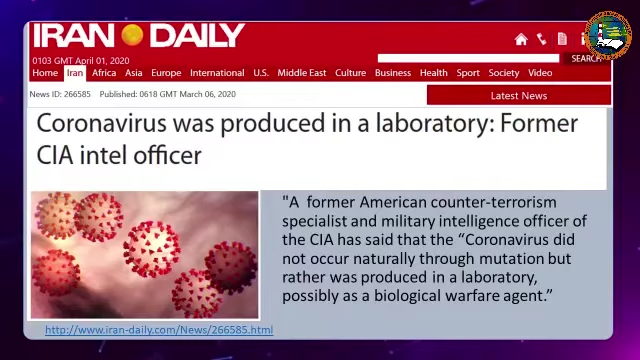 IRAN DAILY
0103 GMT April 01, 2020
SEARCH
Home Iran Africa Asia Europe International U.S. Middle East Culture Business Health Sport Society Video
News ID: 266585 Published: 0618 GMT March 06, 2020
Latest News
Coronavirus was produced in a laboratory: Former
CIA intel officer
"A former American counter-terrorism
specialist and military intelligence officer of
the CIA has said that the “Coronavirus did
not occur naturally through mutation but
rather was produced in a laboratory,
possibly as a biological warfare agent.”
http://www.iran-daily.com/News/266585.html